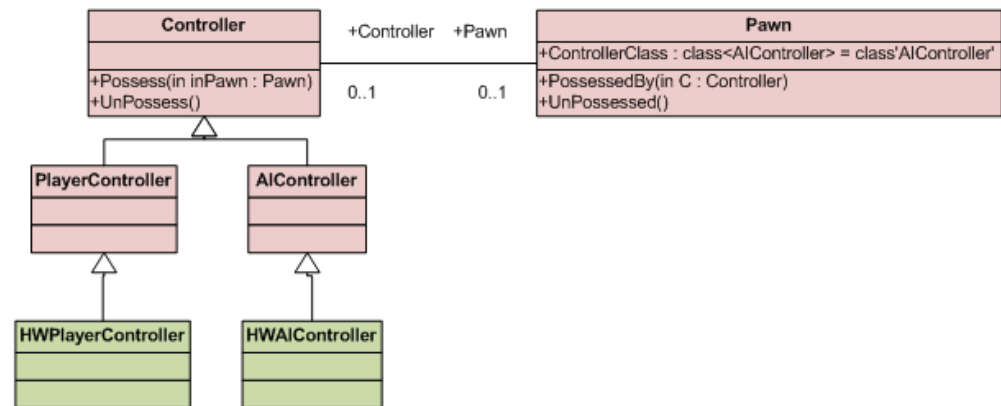 Controller
+Possess(in inPawn : Pawn)
+UnPossess()
+Controller
+Pawn
0..1
0..1
Pawn
+ControllerClass : class<AIController> = class'AIController'
+PossessedBy(in C : Controller)
+UnPossessed()
PlayerController
AIController
HWPlayerController
HWAIController